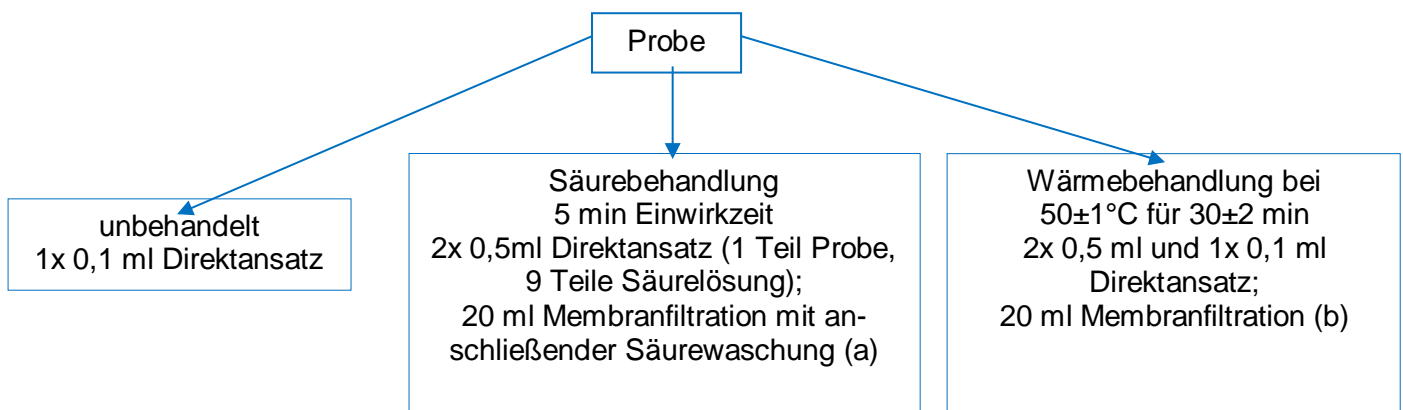 Probe
unbehandelt
1x 0,1 ml Direktansatz
Säurebehandlung
5 min Einwirkzeit
2x 0,5ml Direktansatz (1 Teil Probe,
9 Teile Säurelösung);
20 ml Membranfiltration mit an-
schließender Säurewaschung (a)
Wärmebehandlung bei
50±1°C für 30±2 min
2x 0,5 ml und 1x 0,1 ml
Direktansatz;
20 ml Membranfiltration (b)